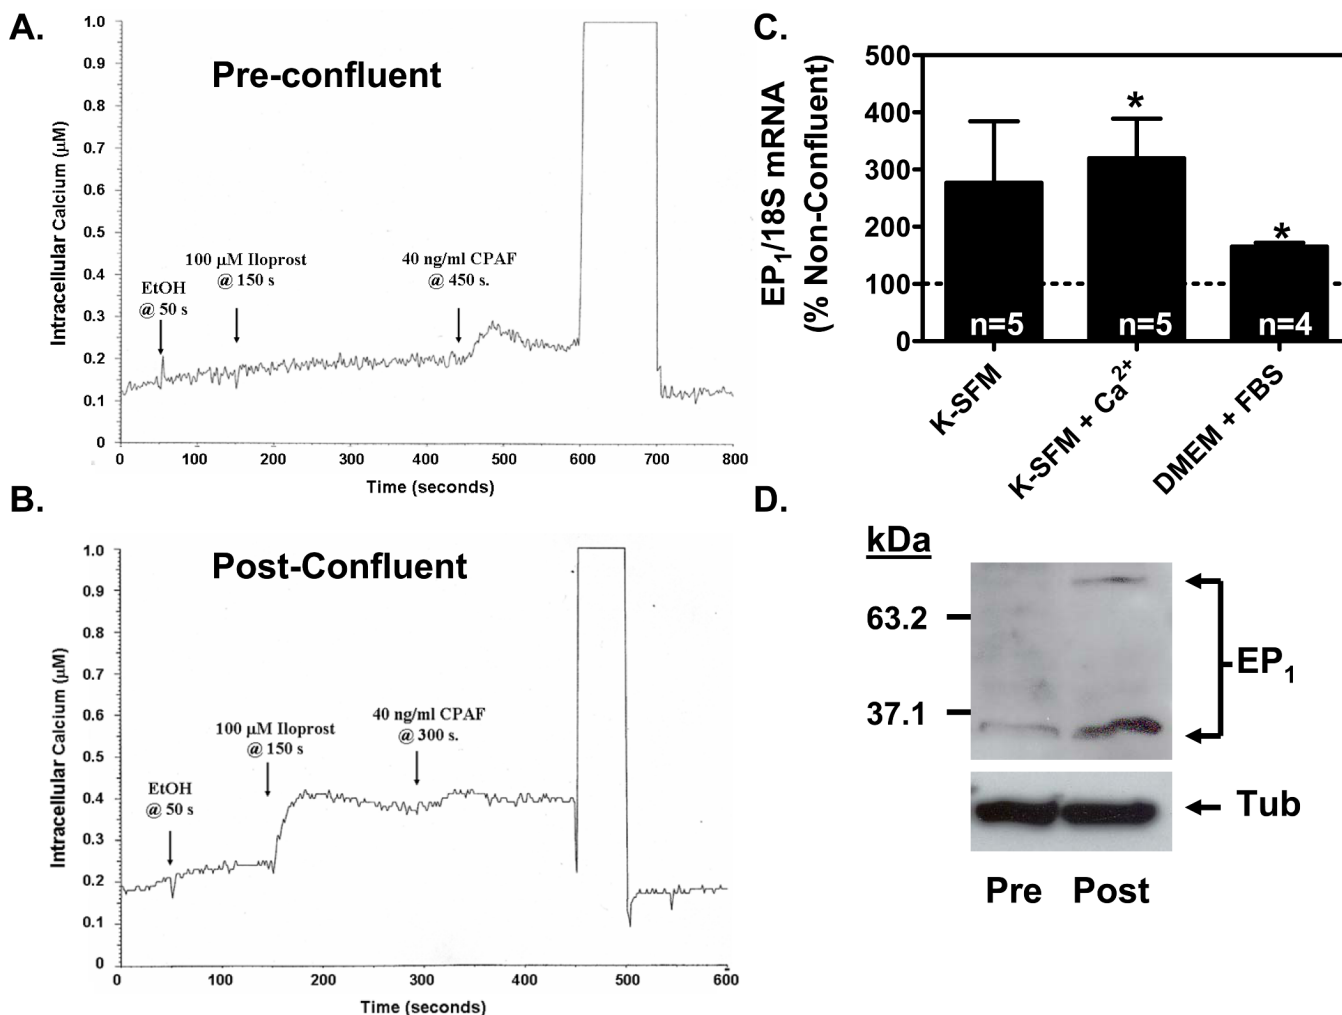 A.
Pre-confluent
Intracellular Calcium (μM)
1.0
0.9
0.8
0.7
0.6
0.5
0.4
0.3
0.2
0.1
0
EtOH
@ 50 s
100 μM Iloprost
@ 150 s
40 ng/ml CPAF
@ 450 s.
0 100 200 300 400 500 600 700 800
Time (seconds)
B.
Post-Confluent
Intracellular Calcium (μM)
1.0
0.9
0.8
0.7
0.6
0.5
0.4
0.3
0.2
0.1
0
EtOH
@ 50 s
100 μM Iloprost
@ 150 s
40 ng/ml CPAF
@ 300 s.
0 100 200 300 400 500 600
Time (seconds)
C.
EP₁/18S mRNA
(% Non-Confluent)
500
400
300
200
100
0
* *
n=5 n=5 n=4
K-SFM
K-SFM + Ca²⁺
DMEM + FBS
D.
kDa
63.2
37.1
EP₁
Tub
Pre Post